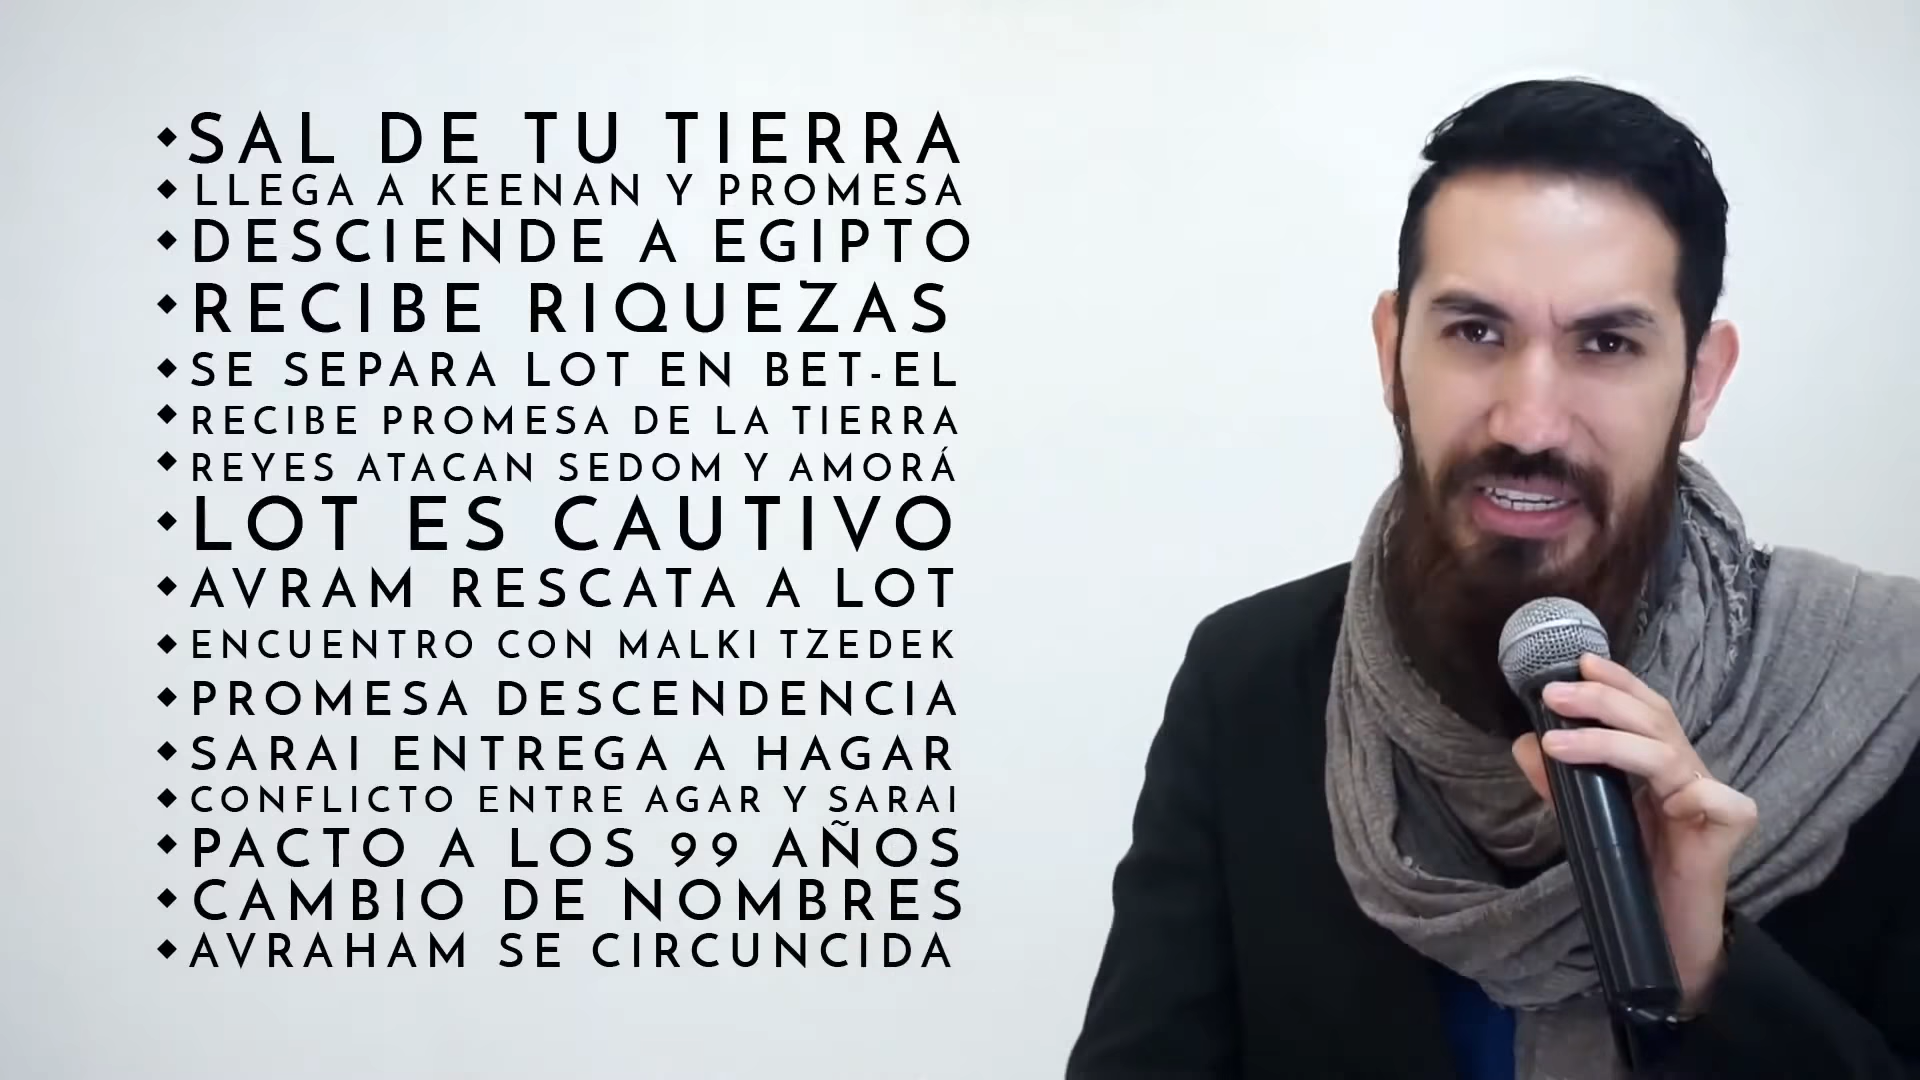 SAL DE TU TIERRA
LLEGA A KEENAN Y PROMESA
DESCIENDE A EGIPTO
RECIBE RIQUEZAS
SE SEPARA LOT EN BET-EL
RECIBE PROMESA DE LA TIERRA
REYES ATACAN SEDOM Y AMORÁ
LOT ES CAUTIVO
AVRAM RESCATA A LOT
ENCUENTRO CON MALKI TZEDEK
PROMESA DESCENDENCIA
SARAI ENTREGA A HAGAR
CONFLICTO ENTRE AGAR Y SARAI
PACTO A LOS 99 AÑOS
CAMBIO DE NOMBRES
AVRAHAM SE CIRCUNCIDA